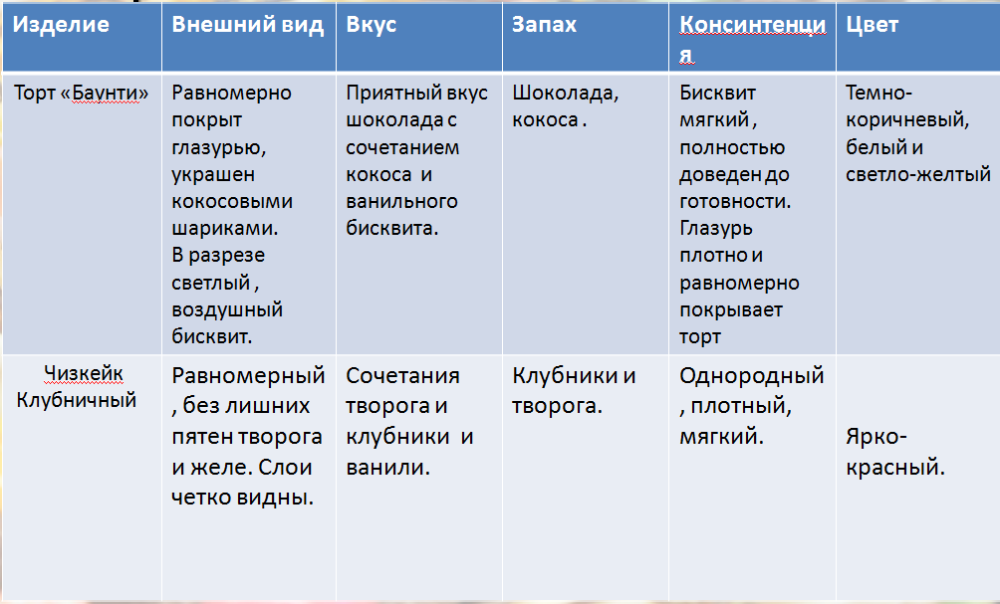 Изделие
Внешний вид
Вкус
Запах
Консинтенци
я
Цвет
Торт «Баунти»
Равномерно
покрыт
глазурью,
украшен
кокосовыми
шариками.
В разрезе
светлый ,
воздушный
бисквит.
Приятный вкус
шоколада с
сочетанием
кокоса и
ванильного
бисквита.
Шоколада,
кокоса .
Бисквит
мягкий ,
полностью
доведен до
готовности.
Глазурь
плотно и
равномерно
покрывает
торт
Темно-
коричневый,
белый и
светло-желтый
Чизкейк
Клубничный
Равномерный
, без лишних
пятен творога
и желе. Слои
четко видны.
Сочетания
творога и
клубники и
ванили.
Клубники и
творога.
Однородный
, плотный,
мягкий.
Ярко-
красный.